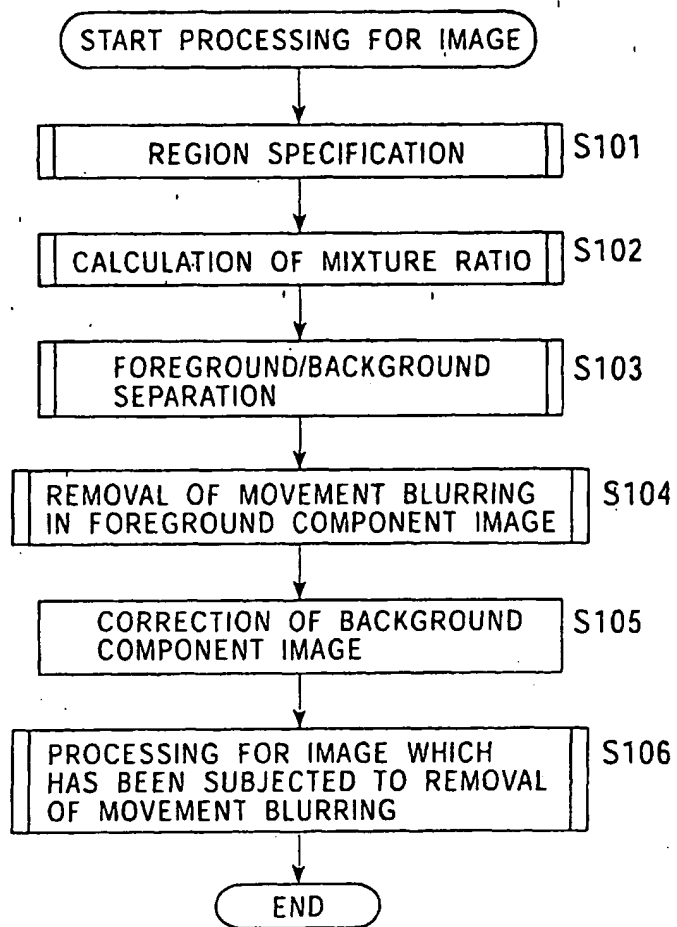 START PROCESSING FOR IMAGE
REGION SPECIFICATION
S101
CALCULATION OF MIXTURE RATIO
S102
FOREGROUND/BACKGROUND
SEPARATION
S103
REMOVAL OF MOVEMENT BLURRING
IN FOREGROUND COMPONENT IMAGE
S104
CORRECTION OF BACKGROUND
COMPONENT IMAGE
S105
PROCESSING FOR IMAGE WHICH
HAS BEEN SUBJECTED TO REMOVAL
OF MOVEMENT BLURRING
S106
END